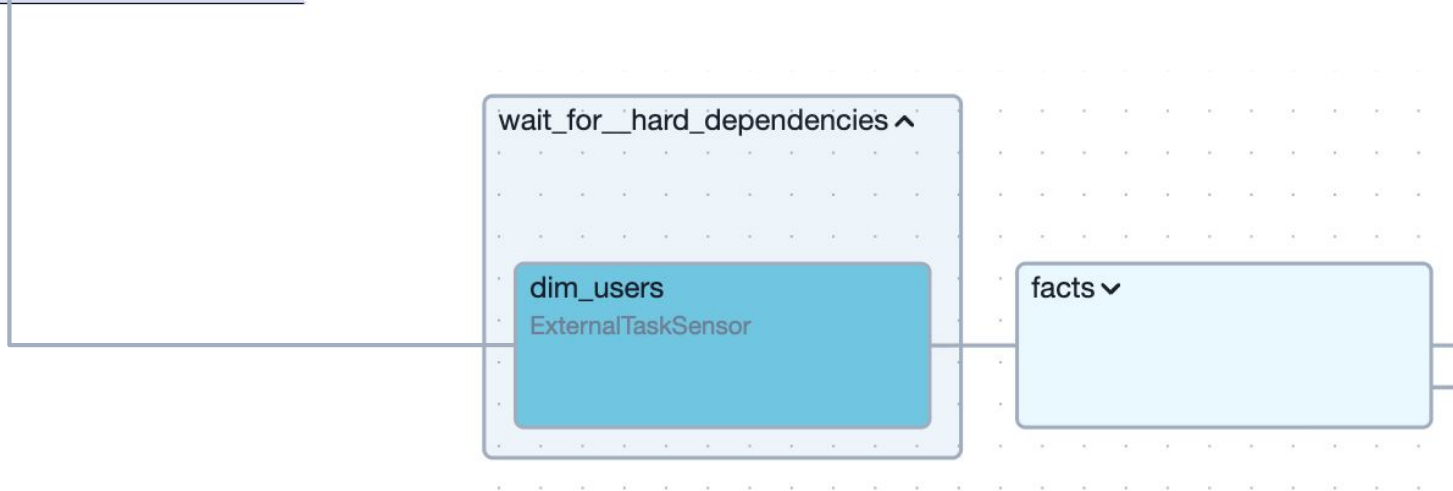 wait_for__hard_dependencies
dim_users
ExternalTaskSensor
facts